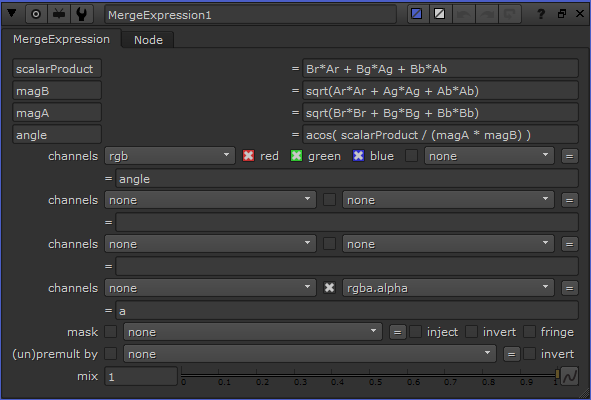 MergeExpression1
?
MergeExpression Node
scalarProduct = Br*Ar + Bg*Ag + Bb*Ab
magB = sqrt(Ar*Ar + Ag*Ag + Ab*Ab)
magA = sqrt(Br*Br + Bg*Bg + Bb*Bb)
angle = acos( scalarProduct / (magA * magB) )
channels rgb red green blue none =
= angle
channels none none =
=
channels none none =
=
channels none rgba.alpha =
= a
mask none = inject invert fringe
(un)premult by none = invert
mix 1 0 0.1 0.2 0.3 0.4 0.5 0.6 0.7 0.8 0.9 1